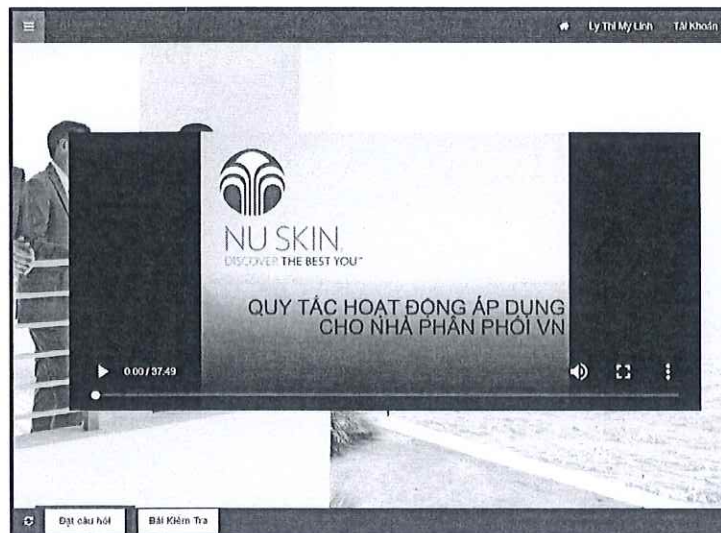 Ly Thi My Linh Tài Khoản
NU SKIN
DISCOVER THE BEST YOU™
QUY TẮC HOẠT ĐỘNG ÁP DỤNG
CHO NHÀ PHÂN PHỐI VN
0:00 / 37:49
Đặt câu hỏi Bài Kiểm Tra